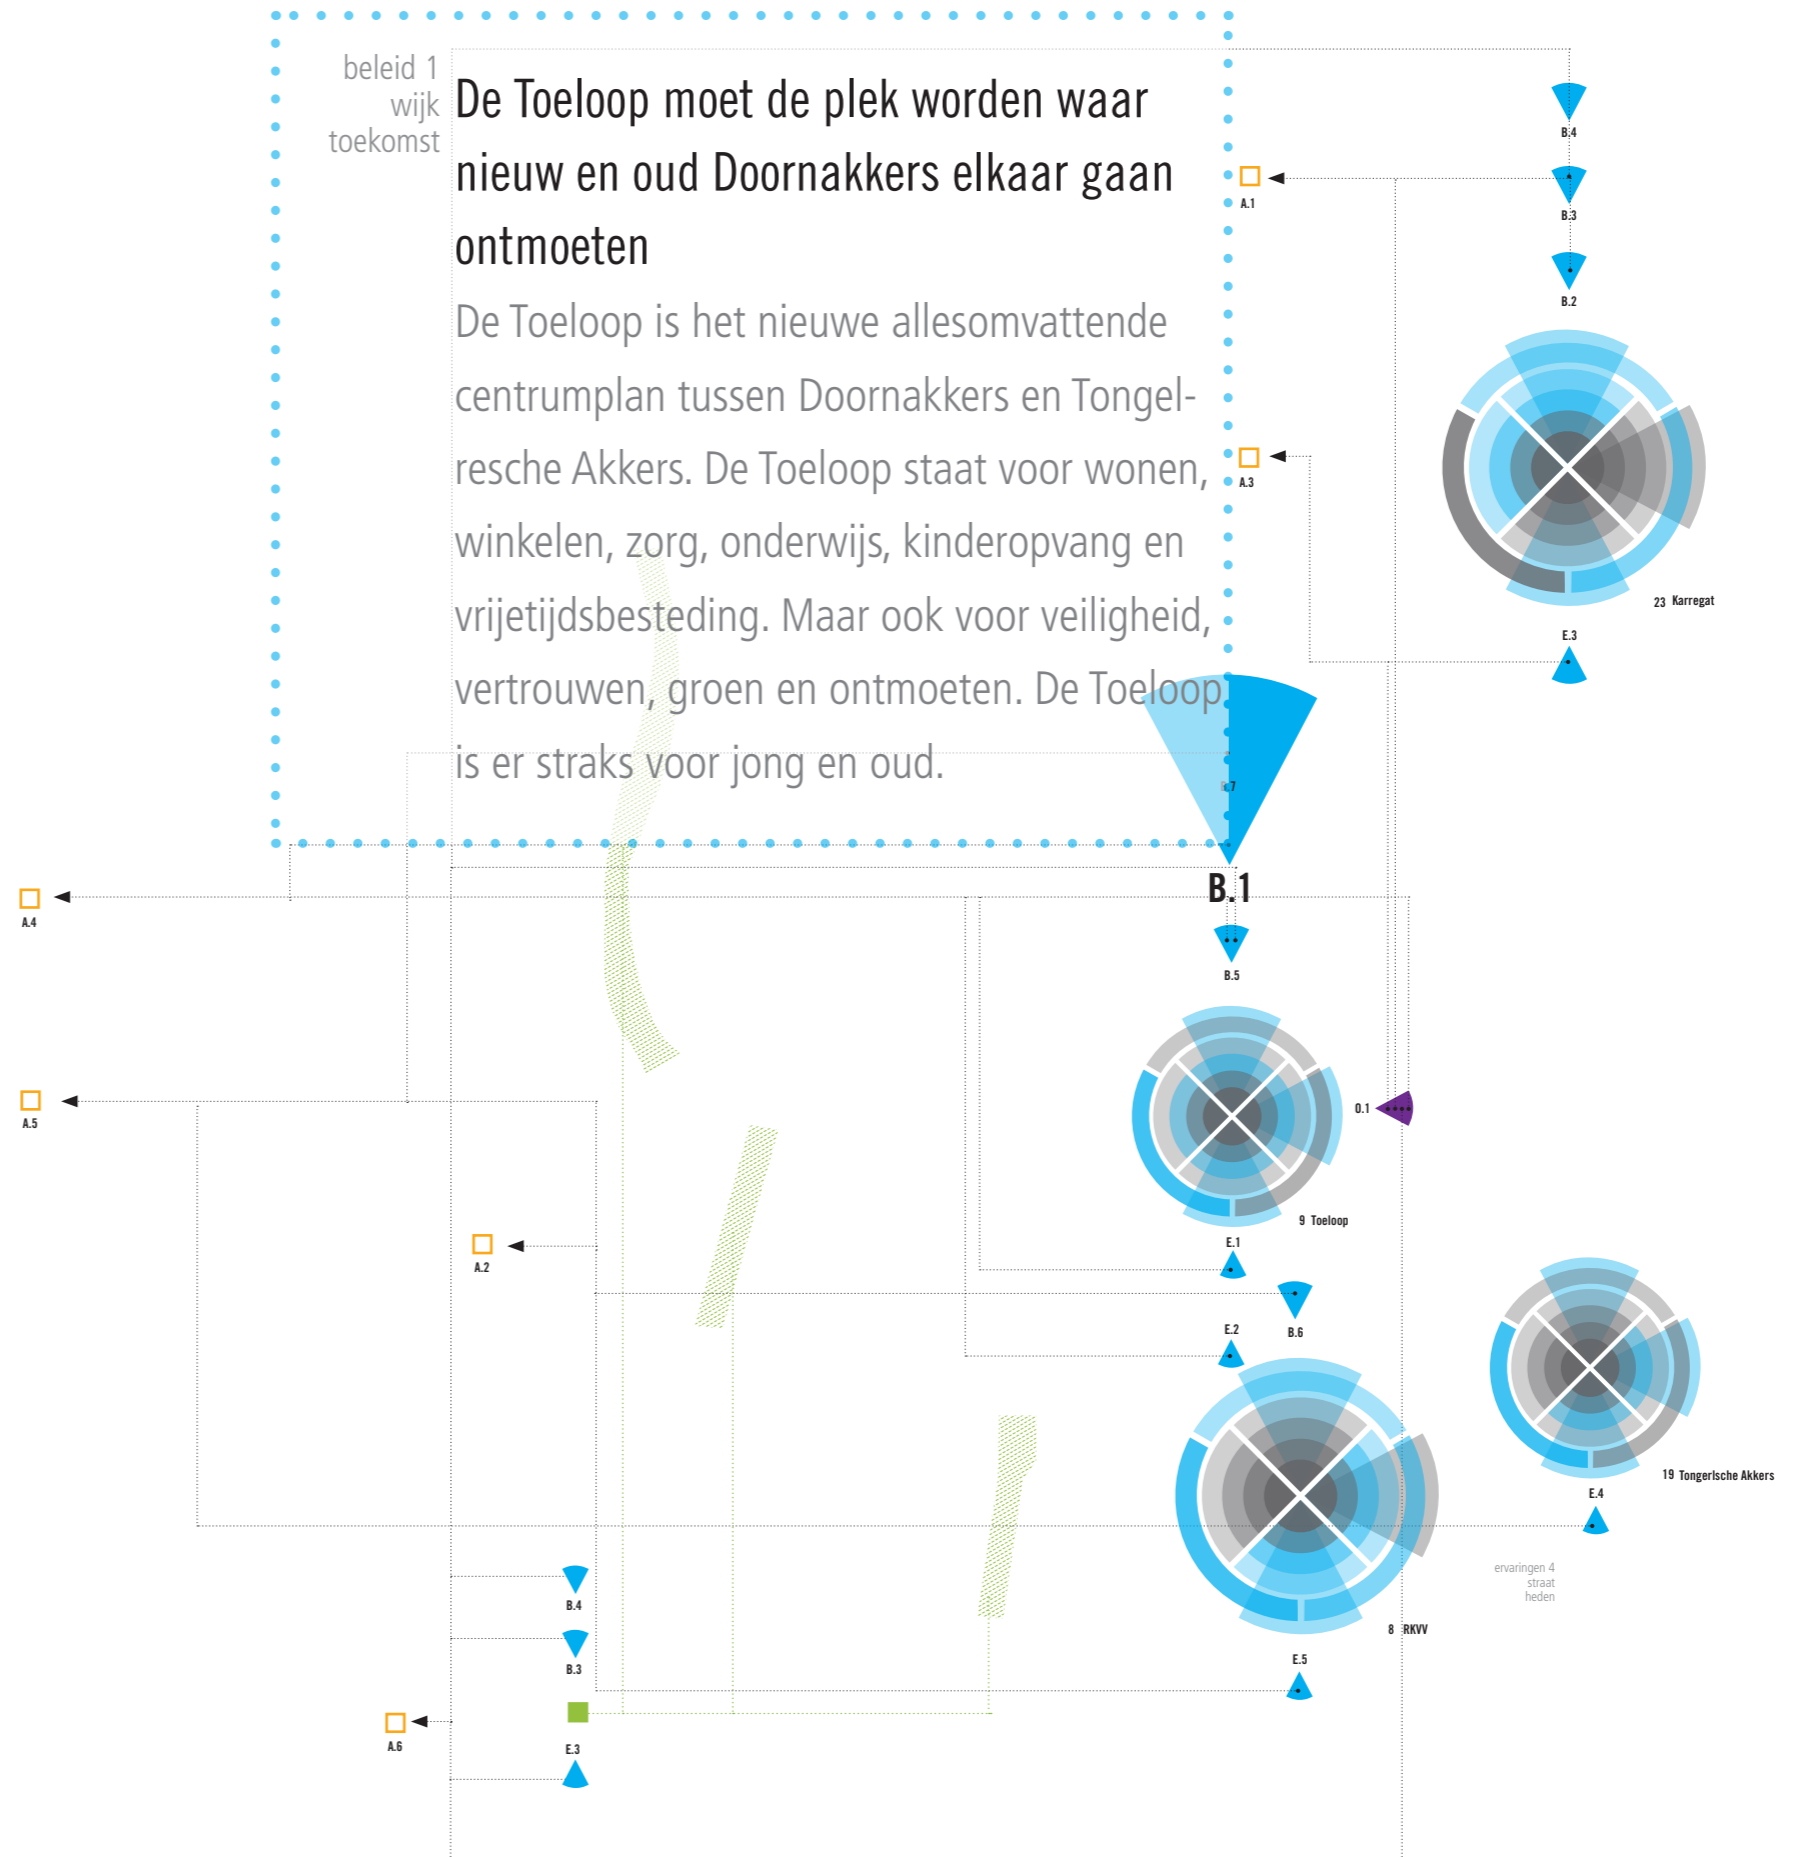 beleid 1
wijk
toekomst
De Toeloop moet de plek worden waar
nieuw en oud Doornakkers elkaar gaan
ontmoeten
De Toeloop is het nieuwe allesomvattende
centrumplan tussen Doornakkers en Tongel-
resche Akkers. De Toeloop staat voor wonen,
winkelen, zorg, onderwijs, kinderopvang en
vrijetijdsbesteding. Maar ook voor veiligheid,
vertrouwen, groen en ontmoeten. De Toeloop
is er straks voor jong en oud.
B.4
A.1
B.3
B.2
A.3
23 Karregat
E.3
B.7
B.1
A.4
B.5
A.5
O.1
9 Toeloop
E.1
A.2
E.2
B.6
19 Tongerlsche Akkers
E.4
ervaringen 4
straat
heden
B.4
8 RKVV
E.5
B.3
A.6
E.3